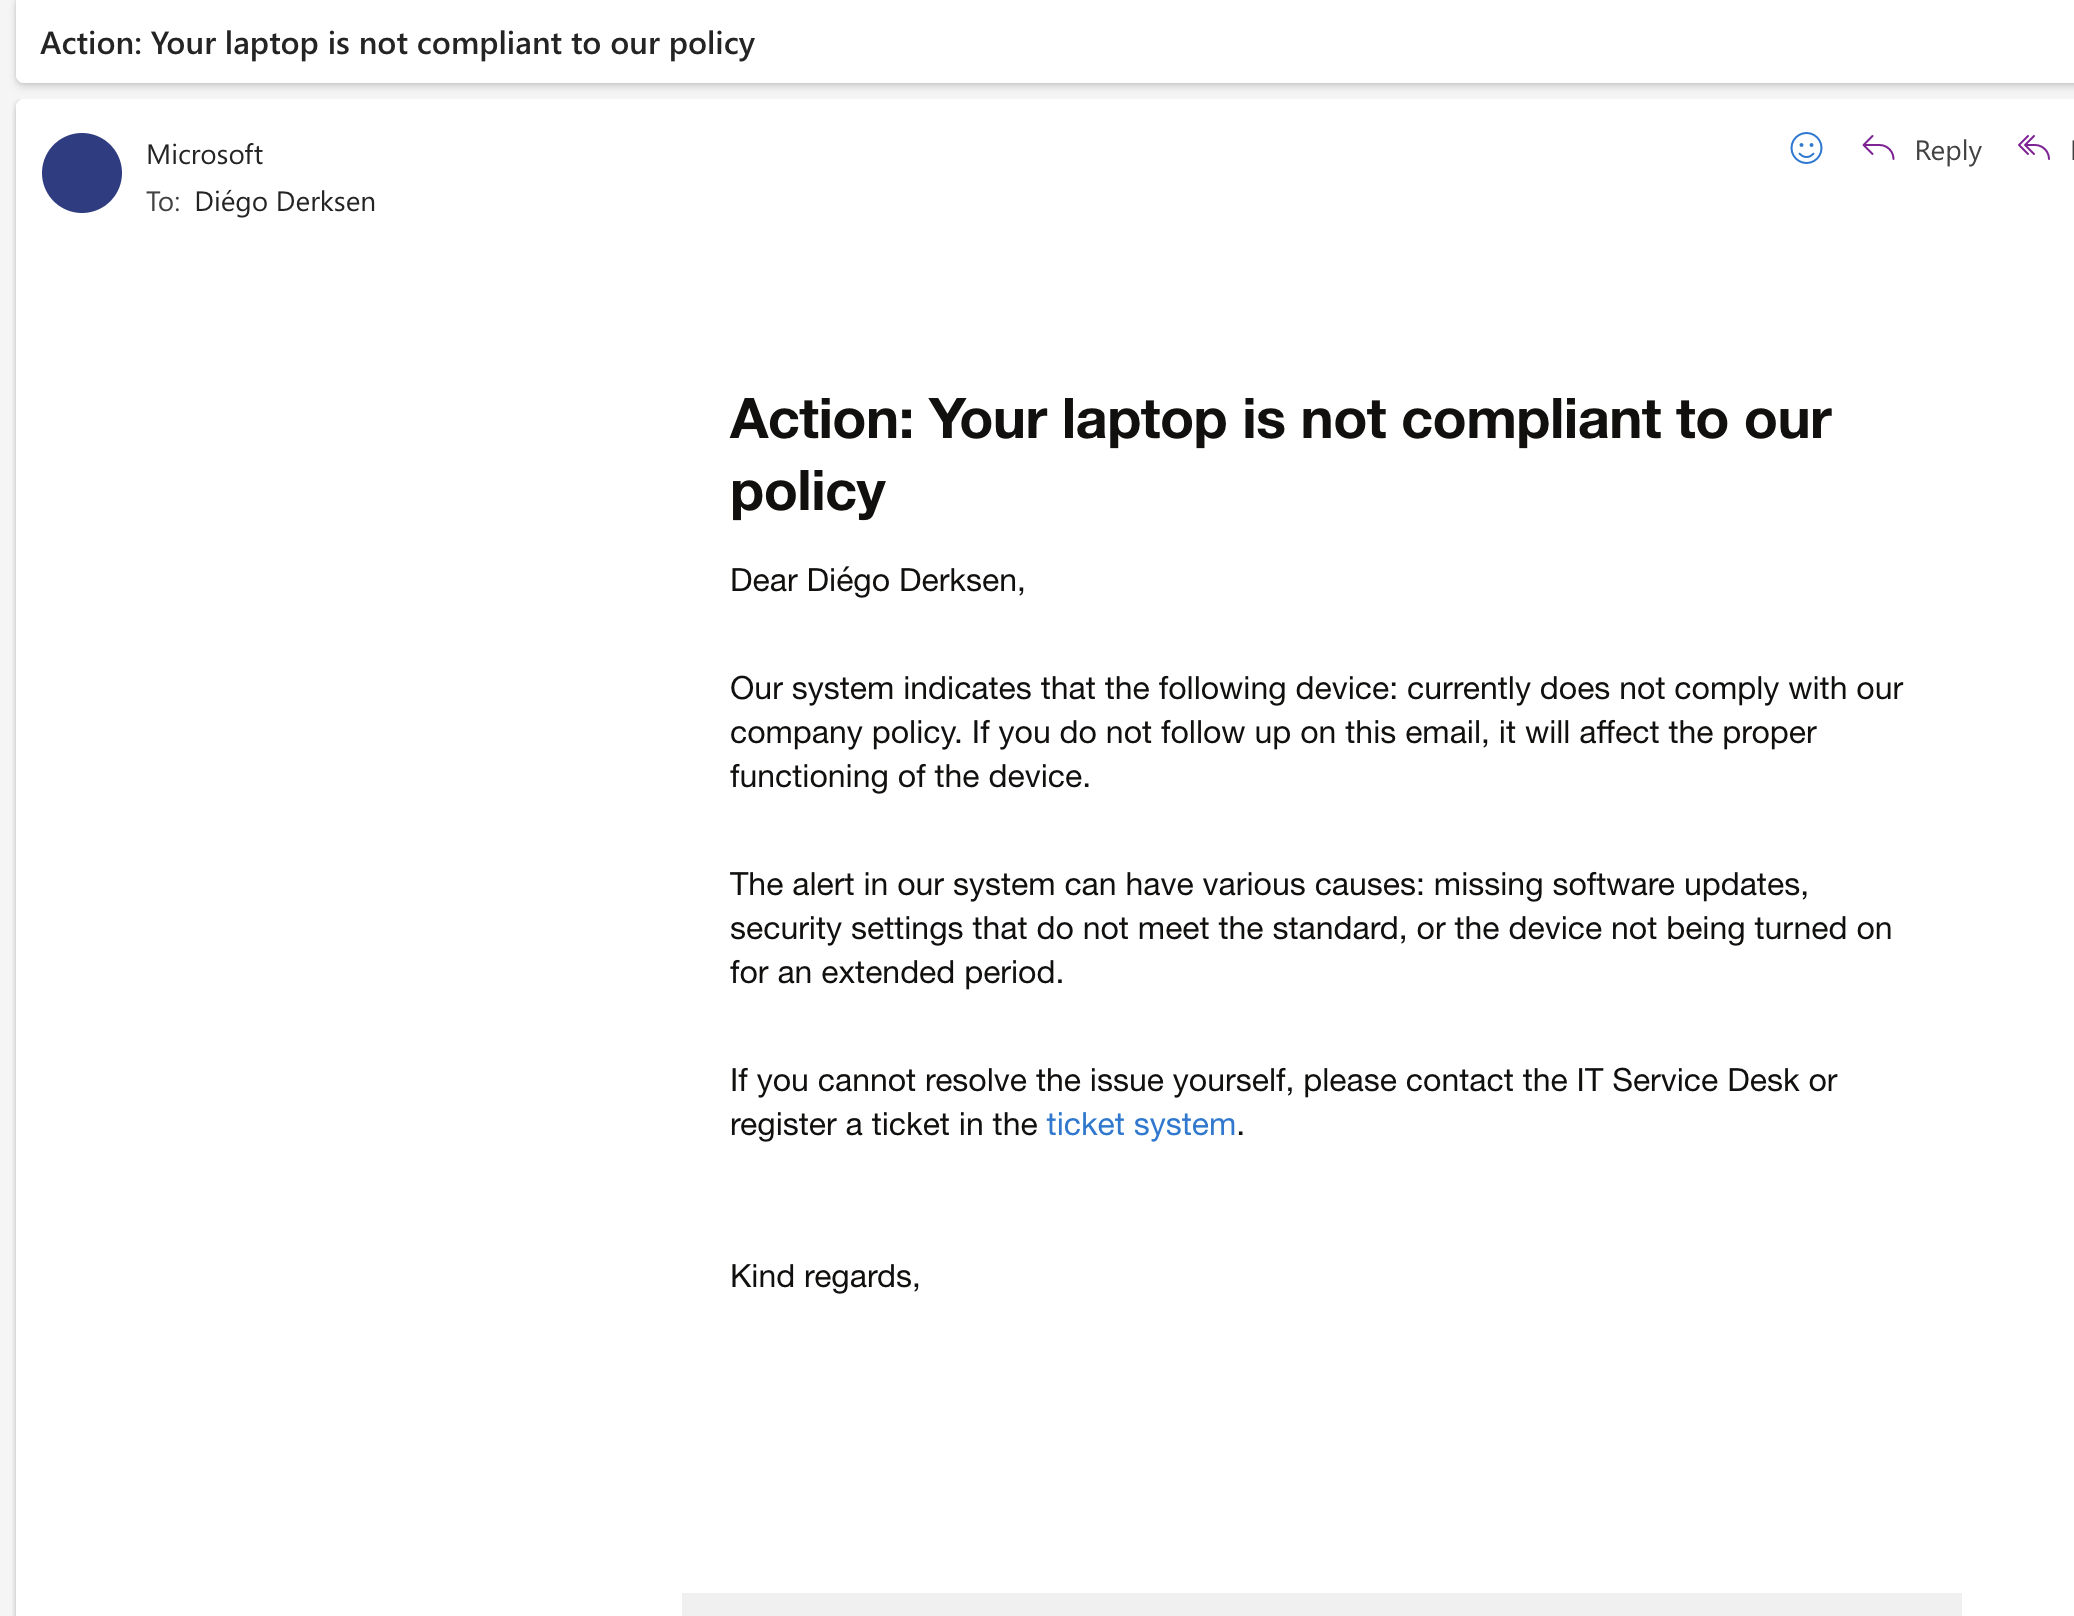 Action: Your laptop is not compliant to our policy
Microsoft
To: Diégo Derksen
Reply
Action: Your laptop is not compliant to our
policy
Dear Diégo Derksen,
Our system indicates that the following device: currently does not comply with our
company policy. If you do not follow up on this email, it will affect the proper
functioning of the device.
The alert in our system can have various causes: missing software updates,
security settings that do not meet the standard, or the device not being turned on
for an extended period.
If you cannot resolve the issue yourself, please contact the IT Service Desk or
register a ticket in the ticket system.
Kind regards,